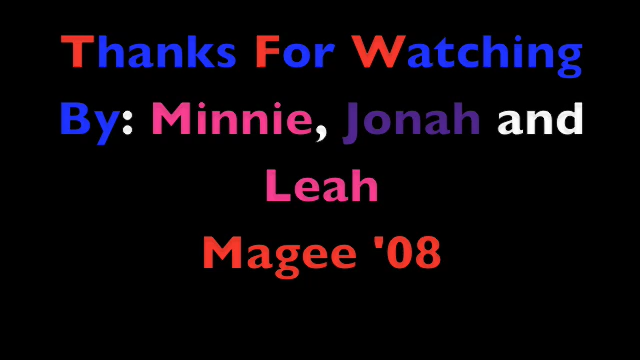 Thanks For Watching
By: Minnie, Jonah and
Leah
Magee '08